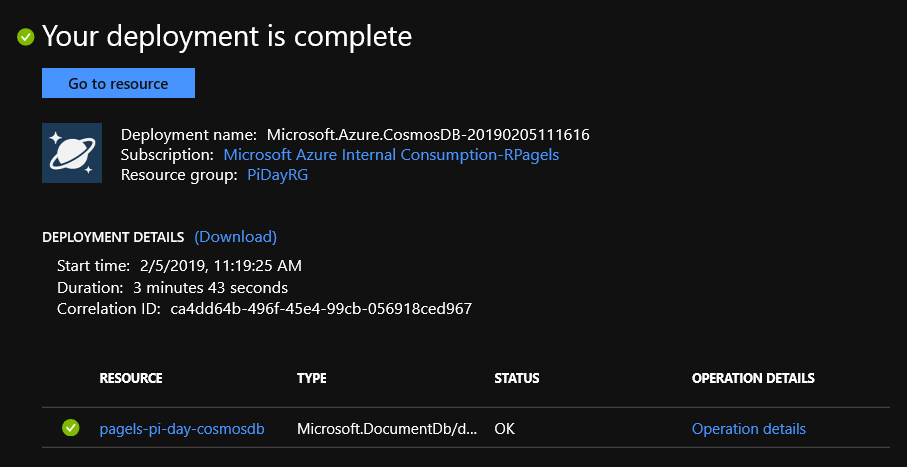 Your deployment is complete
Go to resource
Deployment name: Microsoft.Azure.CosmosDB-20190205111616
Subscription: Microsoft Azure Internal Consumption-RPagels
Resource group: PiDayRG
DEPLOYMENT DETAILS (Download)
Start time: 2/5/2019, 11:19:25 AM
Duration: 3 minutes 43 seconds
Correlation ID: ca4dd64b-496f-45e4-99cb-056918ced967
RESOURCE TYPE STATUS OPERATION DETAILS
pagels-pi-day-cosmosdb Microsoft.DocumentDb/d... OK Operation details